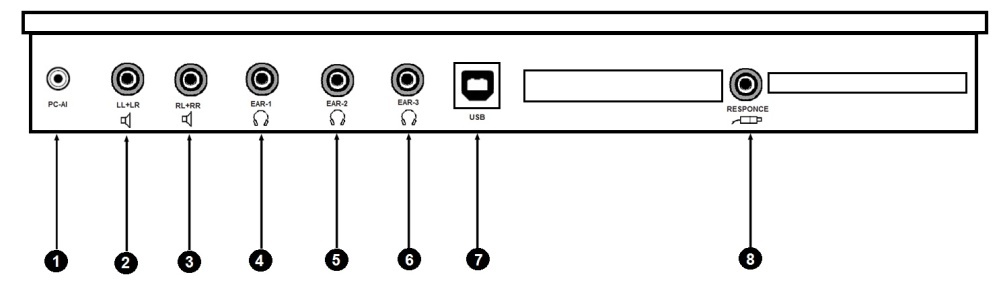 PC-AI
LL+LR
RL+RR
EAR-1
EAR-2
EAR-3
USB
RESPONCE
1
2
3
4
5
6
7
8